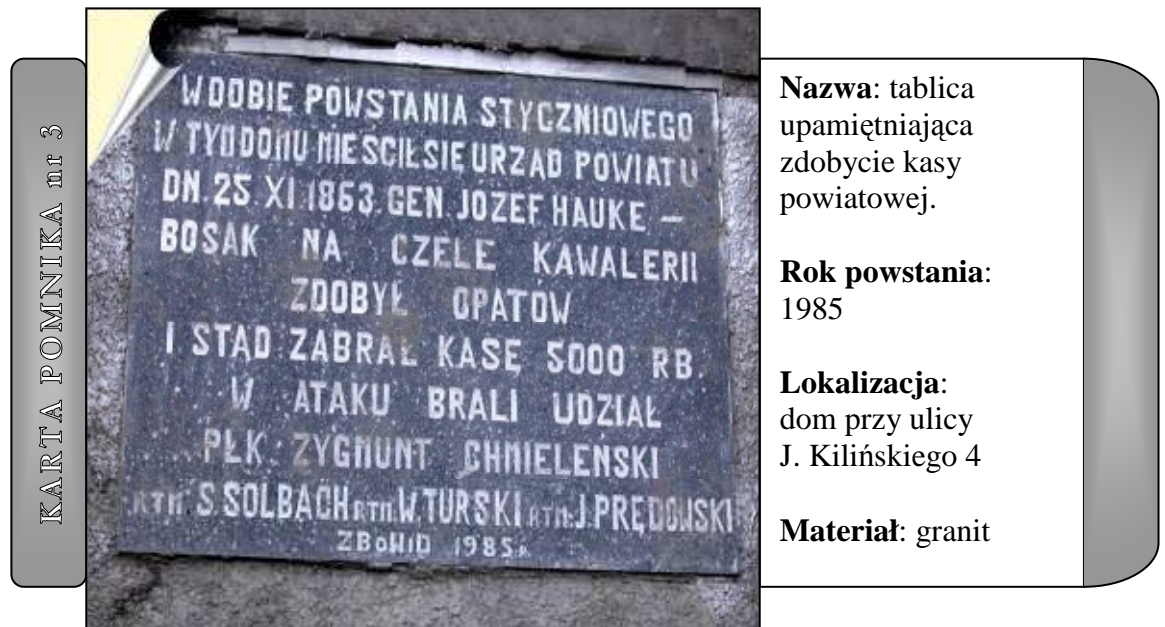 KARTA POMNIKA nr 3
W DOBIE POWSTANIA STYCZNIOWEGO
W TYM DOMU MIEŚCIŁ SIĘ URZĄD POWIATU
DN. 25. XI. 1863. GEN. JÓZEF HAUKE –
BOSAK NA CZELE KAWALERII
ZDOBYŁ OPATÓW
I STĄD ZABRAŁ KASĘ 5000 RB.
W ATAKU BRALI UDZIAŁ
PŁK. ZYGMUNT CHMIELEŃSKI
RTM. S. SOLBACH RTM. W. TURSKI RTM. J. PRĘDOWSKI
ZBoWiD 1985 R.
Nazwa: tablica
upamiętniająca
zdobycie kasy
powiatowej.
Rok powstania:
1985
Lokalizacja:
dom przy ulicy
J. Kilińskiego 4
Materiał: granit